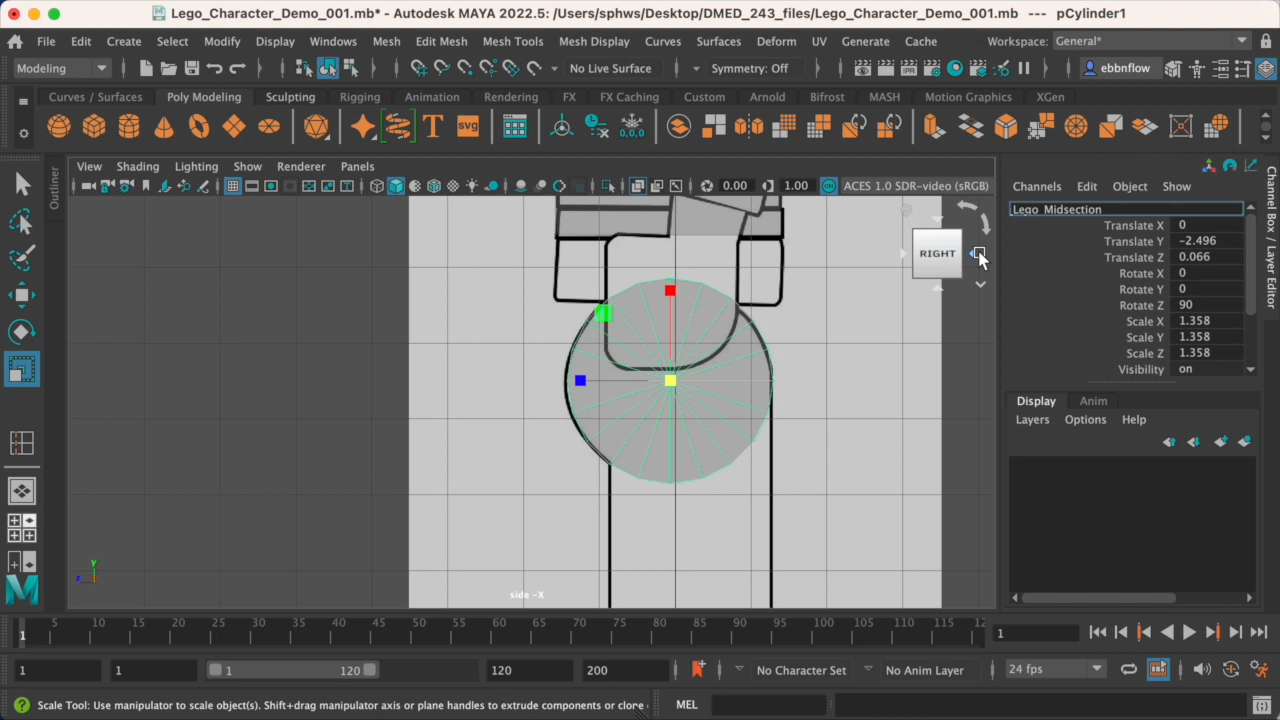 Lego_Character_Demo_001.mb* - Autodesk MAYA 2022.5: /Users/sphws/Desktop/DMED_243_files/Lego_Character_Demo_001.mb --- pCylinder1
File Edit Create Select Modify Display Windows Mesh Edit Mesh Mesh Tools Mesh Display Curves Surfaces Deform UV Generate Cache Workspace: General*
Modeling No Live Surface Symmetry: Off IPR ebbnflow
Curves / Surfaces Poly Modeling Sculpting Rigging Animation Rendering FX FX Caching Custom Arnold Bifrost MASH Motion Graphics XGen
T svg 0,0,0
View Shading Lighting Show Renderer Panels
0.00 1.00 ACES 1.0 SDR-video (sRGB)
Outliner
RIGHT
y
z
side -X
Channels Edit Object Show
Lego_Midsection
Translate X 0
Translate Y -2.496
Translate Z 0.066
Rotate X 0
Rotate Y 0
Rotate Z 90
Scale X 1.358
Scale Y 1.358
Scale Z 1.358
Visibility on
Display Anim
Layers Options Help
Channel Box / Layer Editor
1 5 10 15 20 25 30 35 40 45 50 55 60 65 70 75 80 85 90 95 100 105 110 115 12
1
1 1 1 120 120 200 No Character Set No Anim Layer 24 fps
Scale Tool: Use manipulator to scale object(s). Shift+drag manipulator axis or plane handles to extrude components or clone
MEL